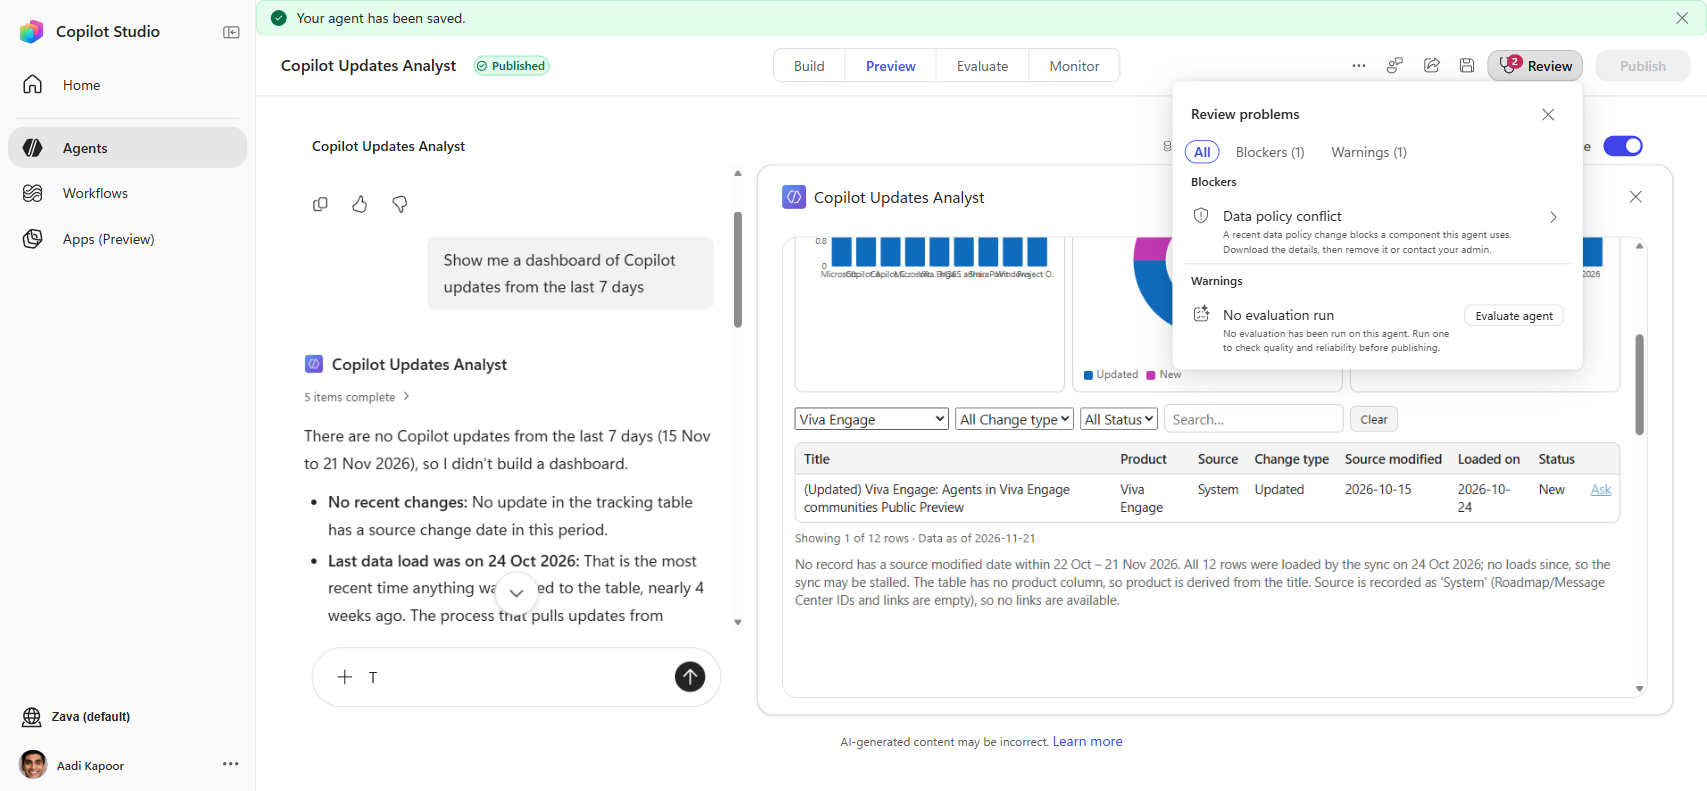 Copilot Studio
Home
Agents
Workflows
Apps (Preview)
Zava (default)
Aadi Kapoor
Your agent has been saved.
Copilot Updates Analyst
Published
Build
Preview
Evaluate
Monitor
2
Review
Publish
Copilot Updates Analyst
Show me a dashboard of Copilot
updates from the last 7 days
Copilot Updates Analyst
5 items complete
There are no Copilot updates from the last 7 days (15 Nov
to 21 Nov 2026), so I didn't build a dashboard.
• No recent changes: No update in the tracking table
has a source change date in this period.
• Last data load was on 24 Oct 2026: That is the most
recent time anything wa ed to the table, nearly 4
weeks ago. The process that pulls updates from
T
Review problems
All
Blockers (1)
Warnings (1)
Blockers
Data policy conflict
A recent data policy change blocks a component this agent uses.
Download the details, then remove it or contact your admin.
Warnings
No evaluation run
Evaluate agent
No evaluation has been run on this agent. Run one
to check quality and reliability before publishing.
e
Copilot Updates Analyst
0.8
0
Project O.
Updated
New
2026
Viva Engage
All Change type
All Status
Search...
Clear
Title Product Source Change type Source modified Loaded on Status
(Updated) Viva Engage: Agents in Viva Engage
communities Public Preview
Viva
Engage
System
Updated
2026-10-15
2026-10-
24
New
Ask
Showing 1 of 12 rows · Data as of 2026-11-21
No record has a source modified date within 22 Oct – 21 Nov 2026. All 12 rows were loaded by the sync on 24 Oct 2026; no loads since, so the
sync may be stalled. The table has no product column, so product is derived from the title. Source is recorded as 'System' (Roadmap/Message
Center IDs and links are empty), so no links are available.
AI-generated content may be incorrect. Learn more